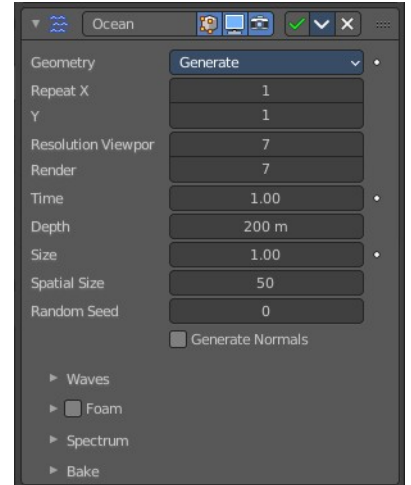 Ocean
Geometry Generate
Repeat X 1
Y 1
Resolution Viewpor 7
Render 7
Time 1.00
Depth 200 m
Size 1.00
Spatial Size 50
Random Seed 0
Generate Normals
Waves
Foam
Spectrum
Bake